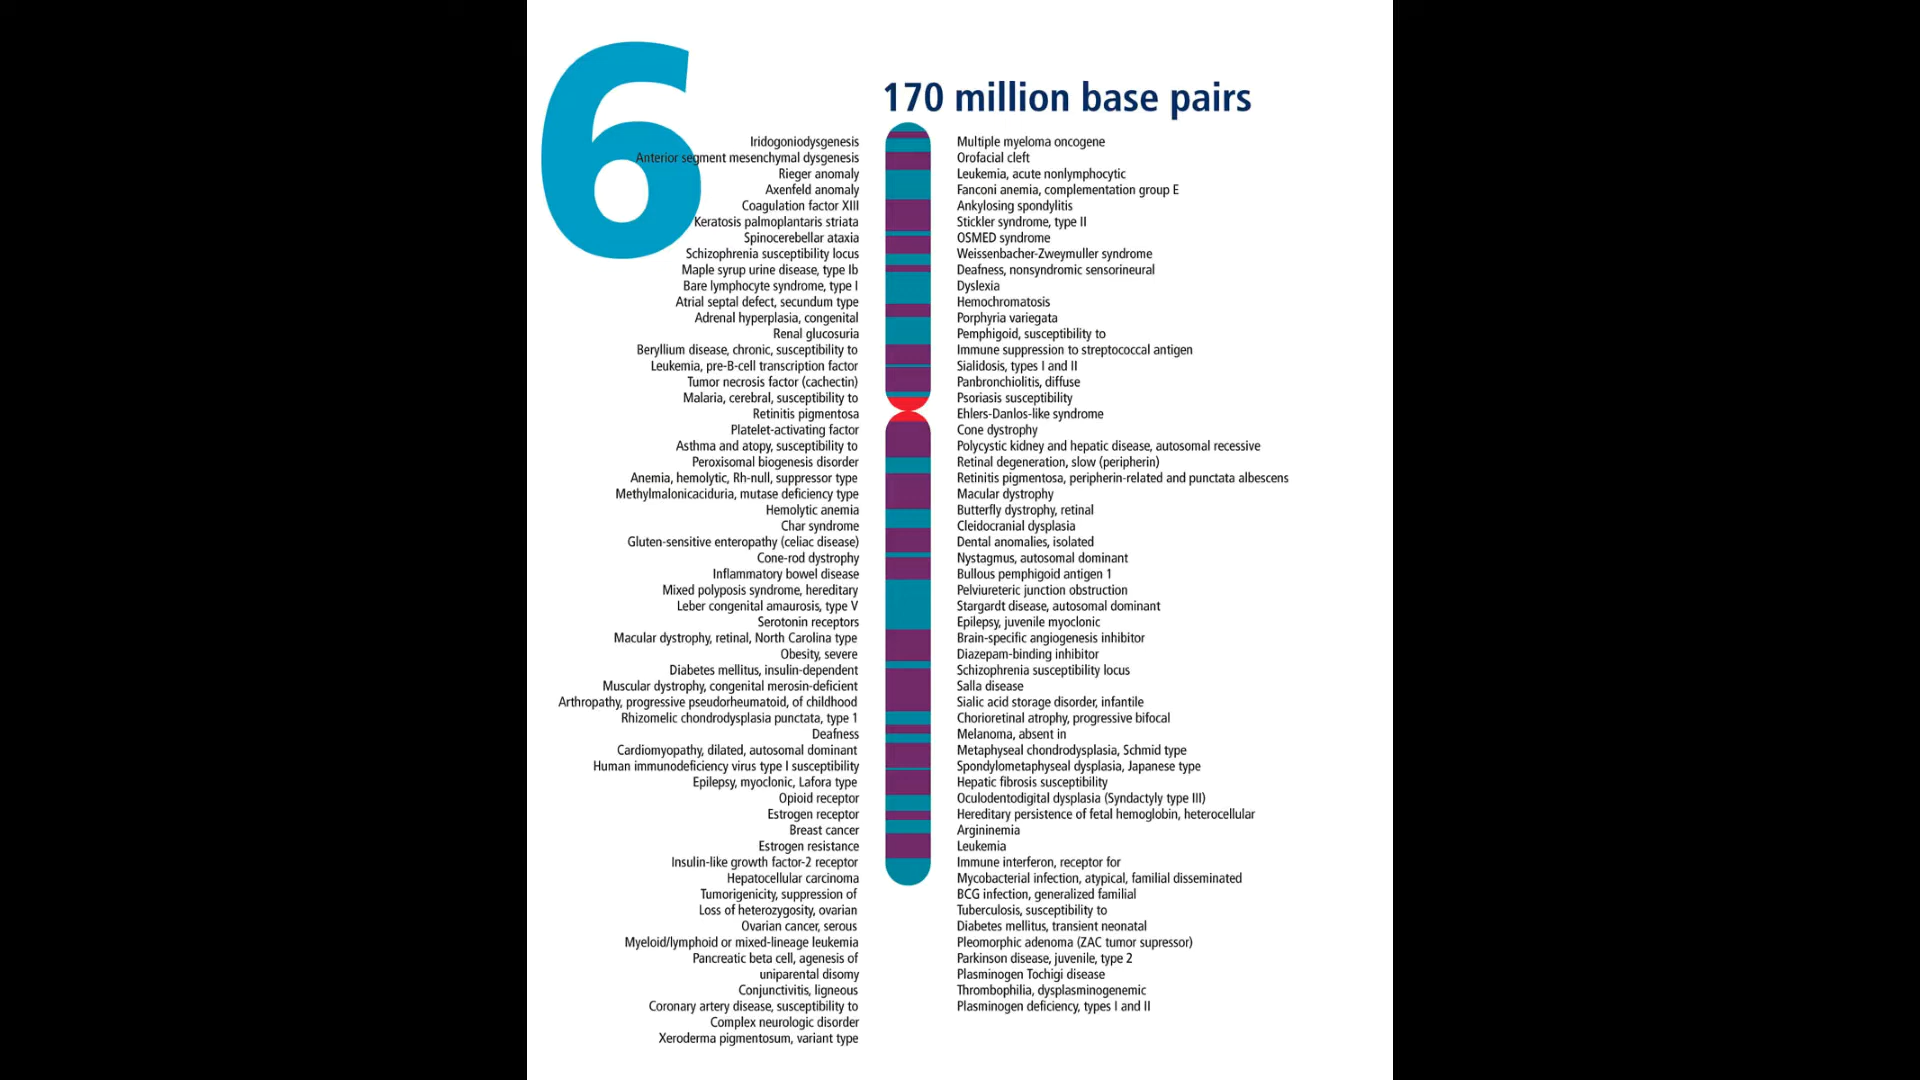 6
170 million base pairs
Iridogoniodysgenesis
Anterior segment mesenchymal dysgenesis
Rieger anomaly
Axenfeld anomaly
Coagulation factor XIII
Keratosis palmoplantaris striata
Spinocerebellar ataxia
Schizophrenia susceptibility locus
Maple syrup urine disease, type Ib
Bare lymphocyte syndrome, type I
Atrial septal defect, secundum type
Adrenal hyperplasia, congenital
Renal glucosuria
Beryllium disease, chronic, susceptibility to
Leukemia, pre-B-cell transcription factor
Tumor necrosis factor (cachectin)
Malaria, cerebral, susceptibility to
Retinitis pigmentosa
Platelet-activating factor
Asthma and atopy, susceptibility to
Peroxisomal biogenesis disorder
Anemia, hemolytic, Rh-null, suppressor type
Methylmalonicaciduria, mutase deficiency type
Hemolytic anemia
Char syndrome
Gluten-sensitive enteropathy (celiac disease)
Cone-rod dystrophy
Inflammatory bowel disease
Mixed polyposis syndrome, hereditary
Leber congenital amaurosis, type V
Serotonin receptors
Macular dystrophy, retinal, North Carolina type
Obesity, severe
Diabetes mellitus, insulin-dependent
Muscular dystrophy, congenital merosin-deficient
Arthropathy, progressive pseudorheumatoid, of childhood
Rhizomelic chondrodysplasia punctata, type 1
Deafness
Cardiomyopathy, dilated, autosomal dominant
Human immunodeficiency virus type I susceptibility
Epilepsy, myoclonic, Lafora type
Opioid receptor
Estrogen receptor
Breast cancer
Estrogen resistance
Insulin-like growth factor-2 receptor
Hepatocellular carcinoma
Tumorigenicity, suppression of
Loss of heterozygosity, ovarian
Ovarian cancer, serous
Myeloid/lymphoid or mixed-lineage leukemia
Pancreatic beta cell, agenesis of
uniparental disomy
Conjunctivitis, ligneous
Coronary artery disease, susceptibility to
Complex neurologic disorder
Xeroderma pigmentosum, variant type
Multiple myeloma oncogene
Orofacial cleft
Leukemia, acute nonlymphocytic
Fanconi anemia, complementation group E
Ankylosing spondylitis
Stickler syndrome, type II
OSMED syndrome
Weissenbacher-Zweymuller syndrome
Deafness, nonsyndromic sensorineural
Dyslexia
Hemochromatosis
Porphyria variegata
Pemphigoid, susceptibility to
Immune suppression to streptococcal antigen
Sialidosis, types I and II
Panbronchiolitis, diffuse
Psoriasis susceptibility
Ehlers-Danlos-like syndrome
Cone dystrophy
Polycystic kidney and hepatic disease, autosomal recessive
Retinal degeneration, slow (peripherin)
Retinitis pigmentosa, peripherin-related and punctata albescens
Macular dystrophy
Butterfly dystrophy, retinal
Cleidocranial dysplasia
Dental anomalies, isolated
Nystagmus, autosomal dominant
Bullous pemphigoid antigen 1
Pelviureteric junction obstruction
Stargardt disease, autosomal dominant
Epilepsy, juvenile myoclonic
Brain-specific angiogenesis inhibitor
Diazepam-binding inhibitor
Schizophrenia susceptibility locus
Salla disease
Sialic acid storage disorder, infantile
Chorioretinal atrophy, progressive bifocal
Melanoma, absent in
Metaphyseal chondrodysplasia, Schmid type
Spondylometaphyseal dysplasia, Japanese type
Hepatic fibrosis susceptibility
Oculodentodigital dysplasia (Syndactyly type III)
Hereditary persistence of fetal hemoglobin, heterocellular
Argininemia
Leukemia
Immune interferon, receptor for
Mycobacterial infection, atypical, familial disseminated
BCG infection, generalized familial
Tuberculosis, susceptibility to
Diabetes mellitus, transient neonatal
Pleomorphic adenoma (ZAC tumor supressor)
Parkinson disease, juvenile, type 2
Plasminogen Tochigi disease
Thrombophilia, dysplasminogenemic
Plasminogen deficiency, types I and II